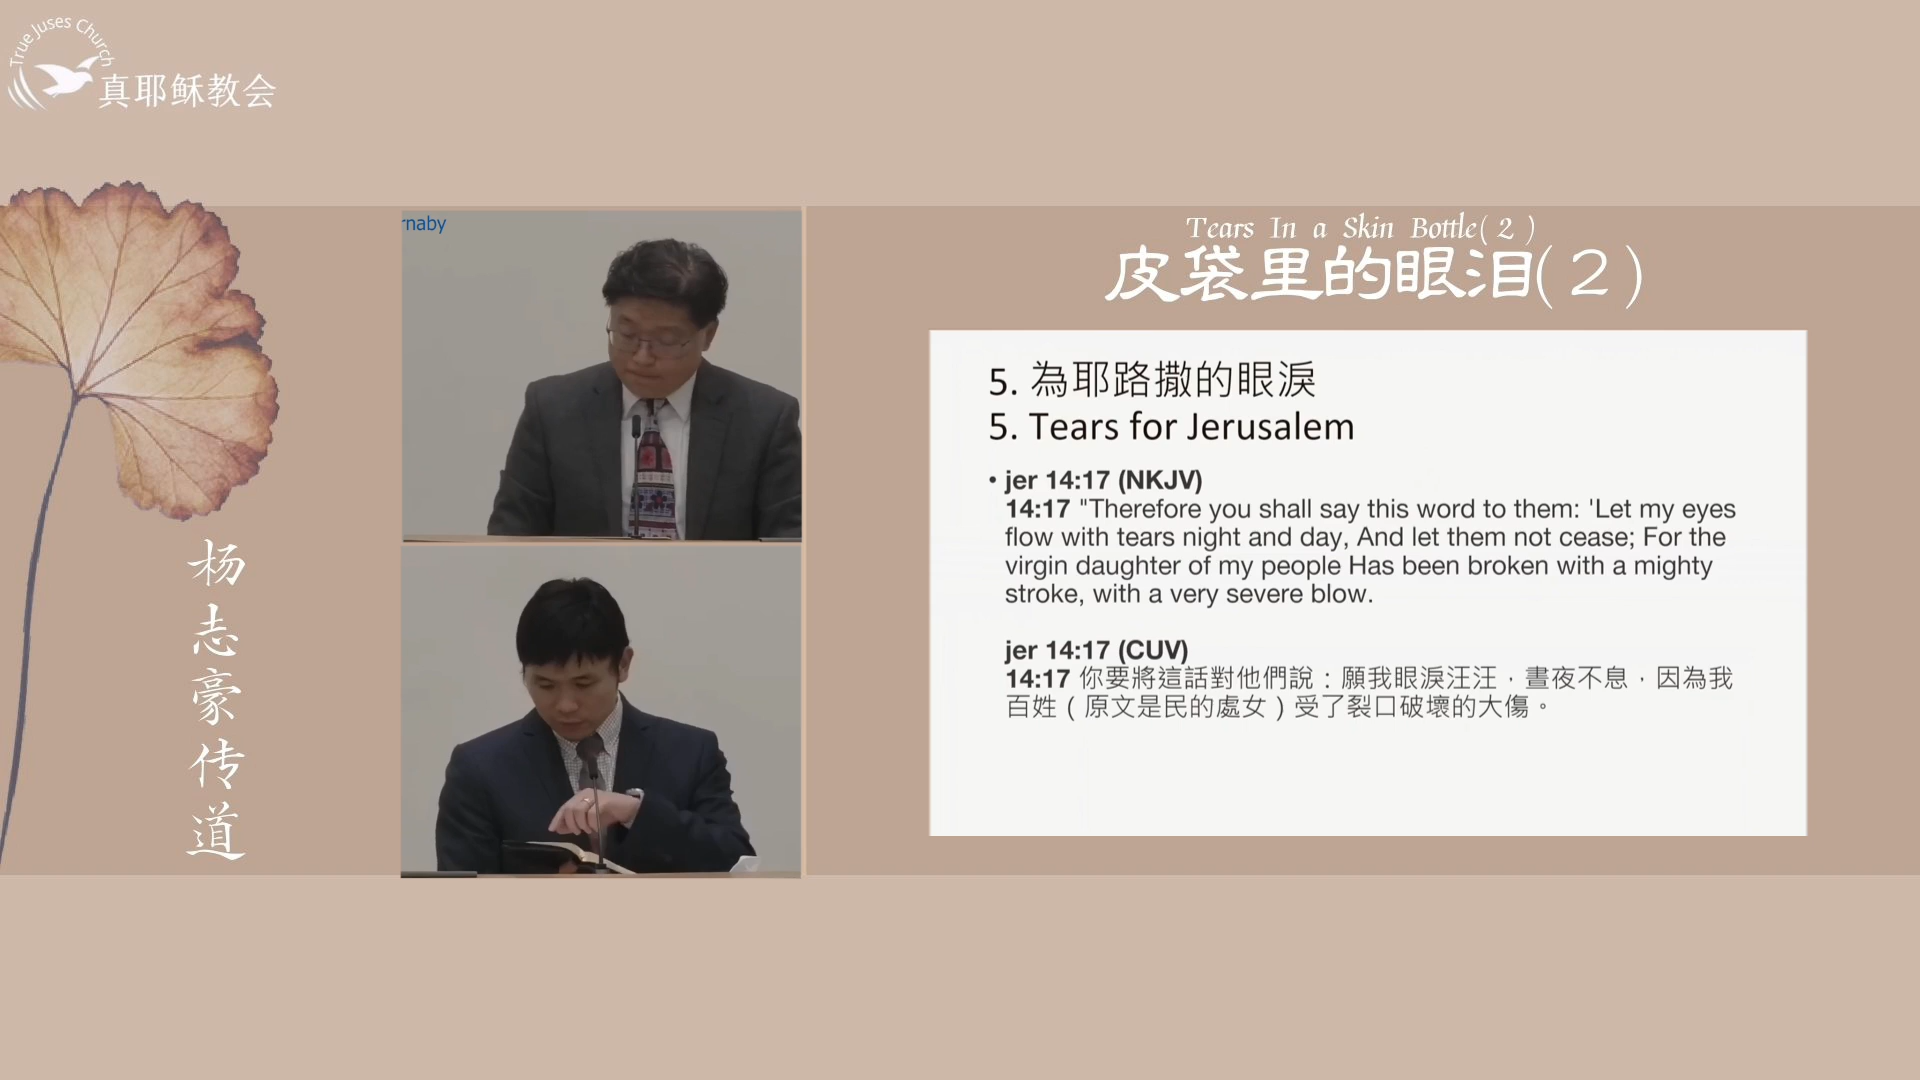 True Juses Church
真耶稣教会
杨志豪传道
rnaby
Tears In a Skin Bottle(2)
皮袋里的眼泪(2)
5. 為耶路撒的眼淚
5. Tears for Jerusalem
• jer 14:17 (NKJV)
14:17 "Therefore you shall say this word to them: 'Let my eyes
flow with tears night and day, And let them not cease; For the
virgin daughter of my people Has been broken with a mighty
stroke, with a very severe blow.
jer 14:17 (CUV)
14:17 你要將這話對他們說：願我眼淚汪汪，晝夜不息，因為我
百姓（原文是民的處女）受了裂口破壞的大傷。